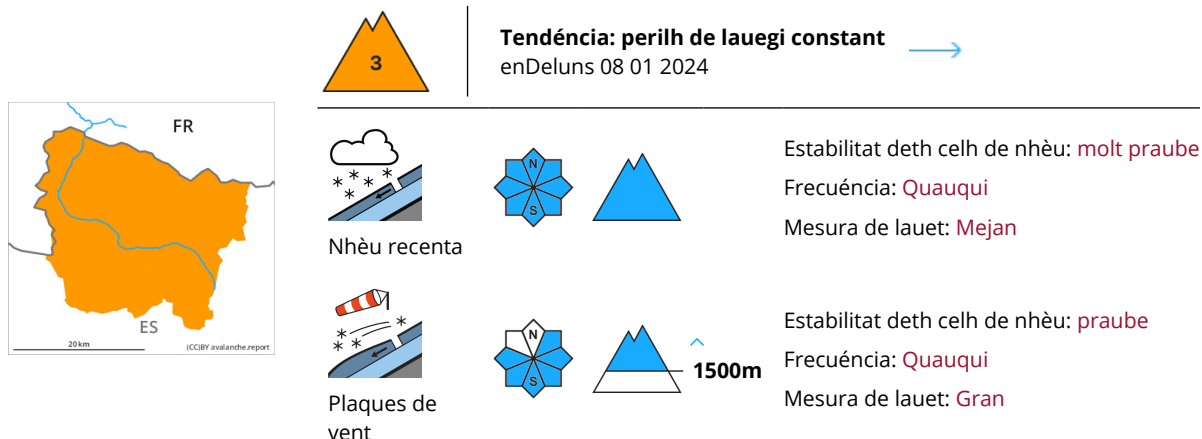 3
Tendéncia: perilh de lauegi constant
enDeluns 08 01 2024
FR
ES
20 km
(CC)BY avalanche.report
N
S
Nhèu recenta
Estabilitat deth celh de nhèu: molt praube
Frecuéncia: Quauqui
Mesura de lauet: Mejan
N
S
1500m
Plaques de
vent
Estabilitat deth celh de nhèu: praube
Frecuéncia: Quauqui
Mesura de lauet: Gran